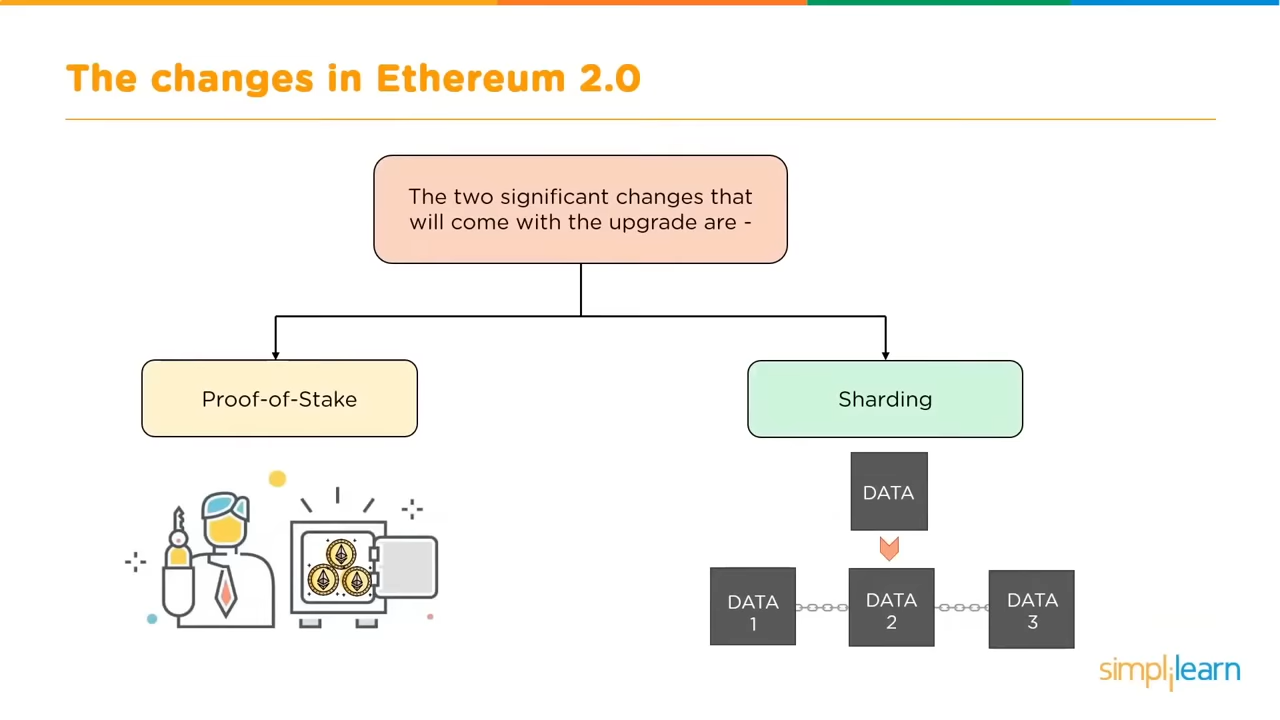 The changes in Ethereum 2.0
The two significant changes that
will come with the upgrade are -
Proof-of-Stake
Sharding
DATA
DATA
1
DATA
2
DATA
3
simplilearn